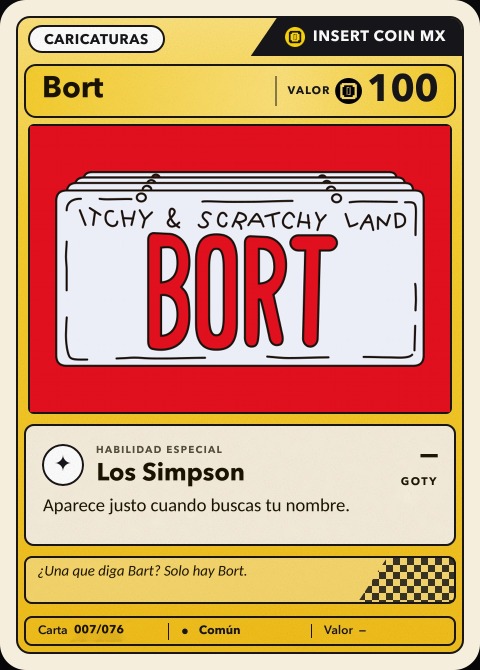 CARICATURAS
INSERT COIN MX
Bort
VALOR 100
ITCHY & SCRATCHY LAND
BORT
HABILIDAD ESPECIAL
Los Simpson
—
GOTY
Aparece justo cuando buscas tu nombre.
¿Una que diga Bart? Solo hay Bort.
Carta 007/076 • Común Valor –